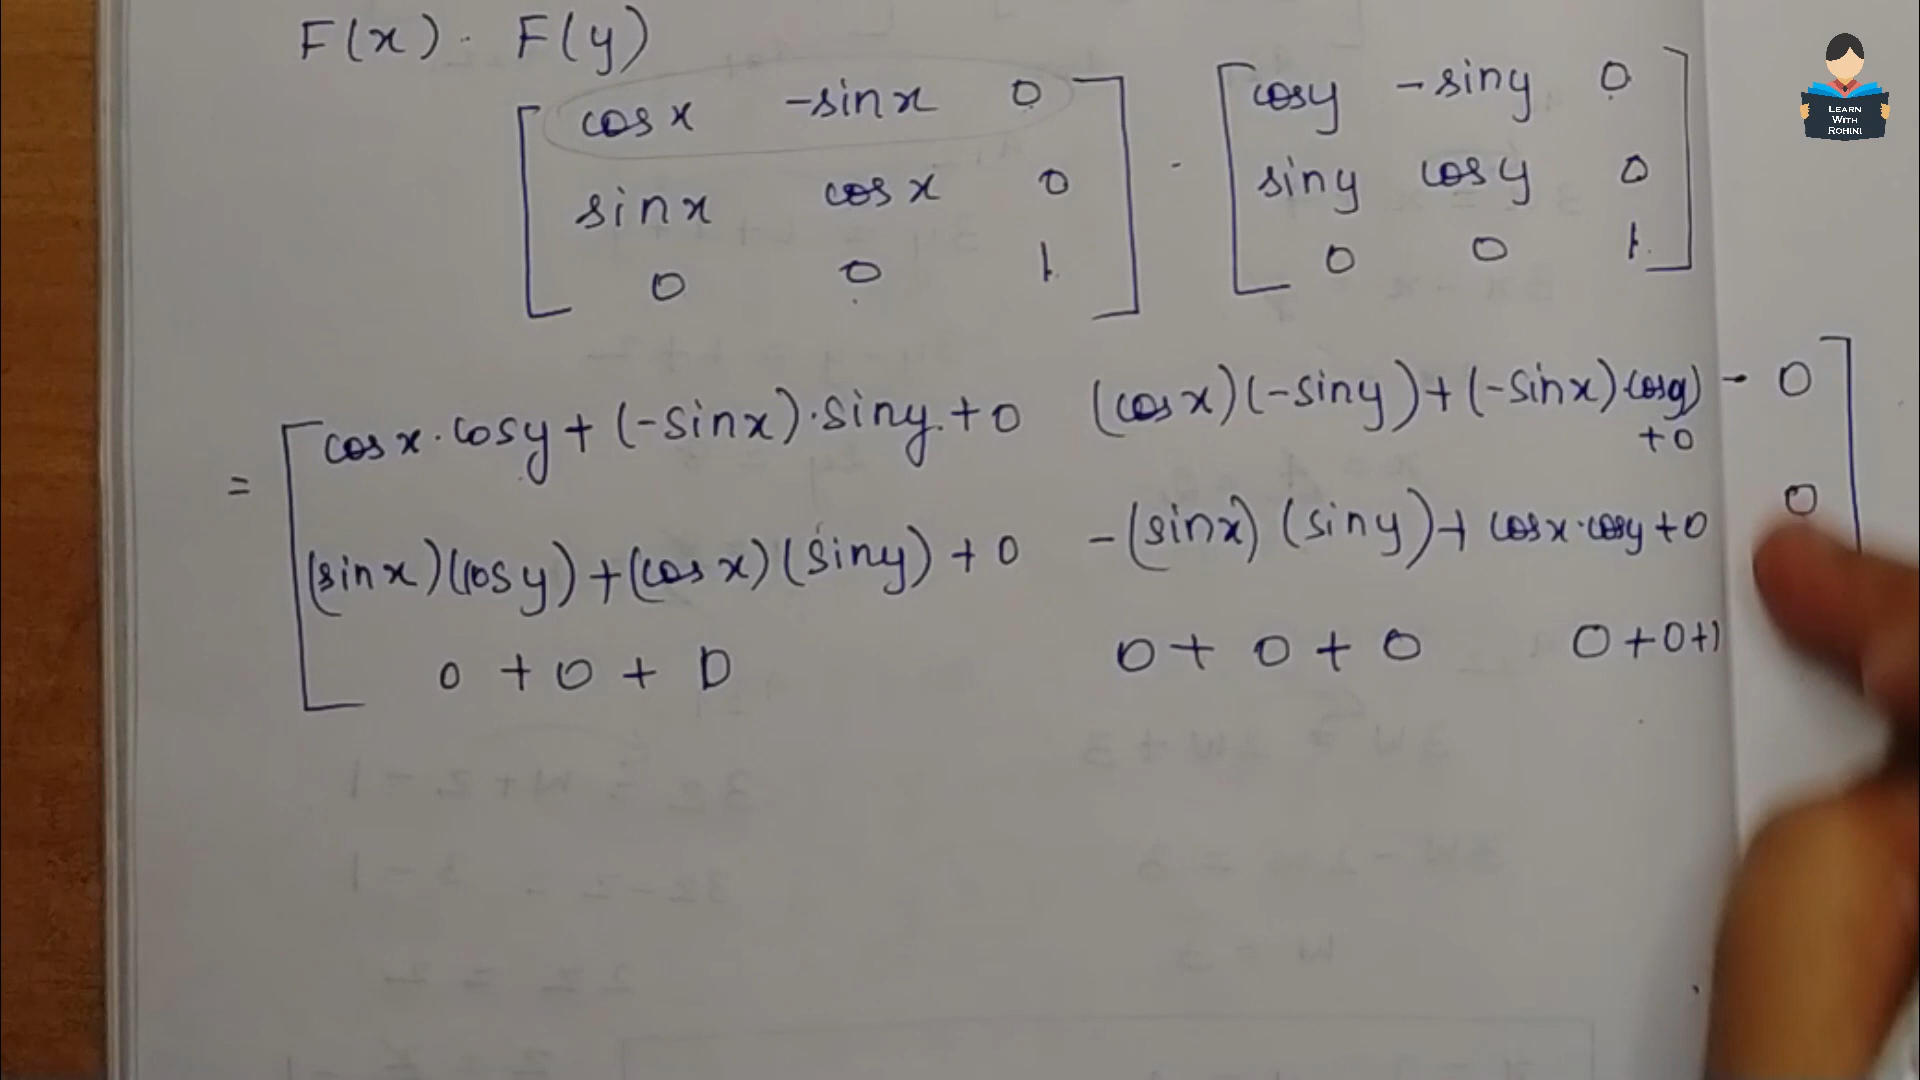 F(x) · F(y)
[ cos x -sin x 0 ] · [ cos y -sin y 0 ]
[ sin x cos x 0 ] [ sin y cos y 0 ]
[ 0 0 1 ] [ 0 0 1 ]
= [ cos x · cos y + (-sin x) · sin y + 0 (cos x) (-sin y) + (-sin x) · cos y) - 0 ]
+0
(sin x) (cos y) + (cos x) (sin y) + 0 -(sin x) (sin y) + cos x · cos y + 0 0
0 + 0 + 0 0 + 0 + 0 0 + 0 + 1
LEARN
WITH
ROHINI